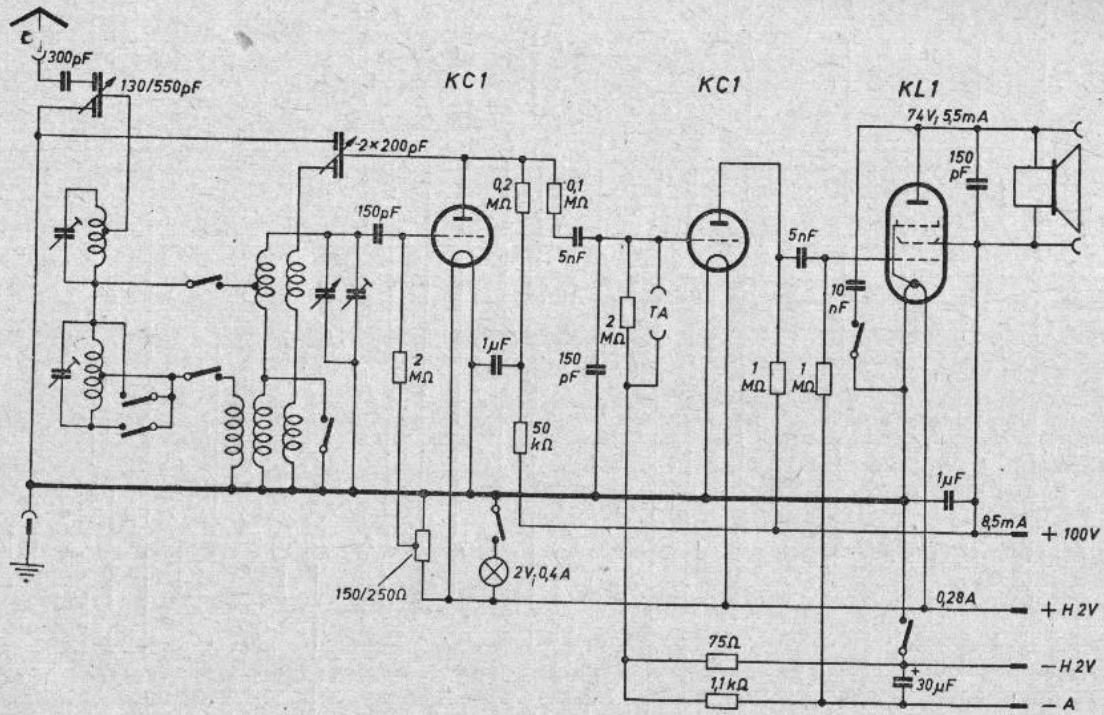 300pF
130/550pF
KC1
KC1
KL1
74V; 5,5mA
2×200pF
150
pF
0,2
MΩ
0,1
MΩ
150pF
5nF
5nF
10
nF
2
MΩ
TA
2
MΩ
1µF
150
pF
1
MΩ
1
MΩ
50
kΩ
1µF
8,5mA
+ 100V
2V; 0,4A
150/250Ω
0,28A
+ H 2V
75Ω
− H 2V
+
30µF
1,1kΩ
− A